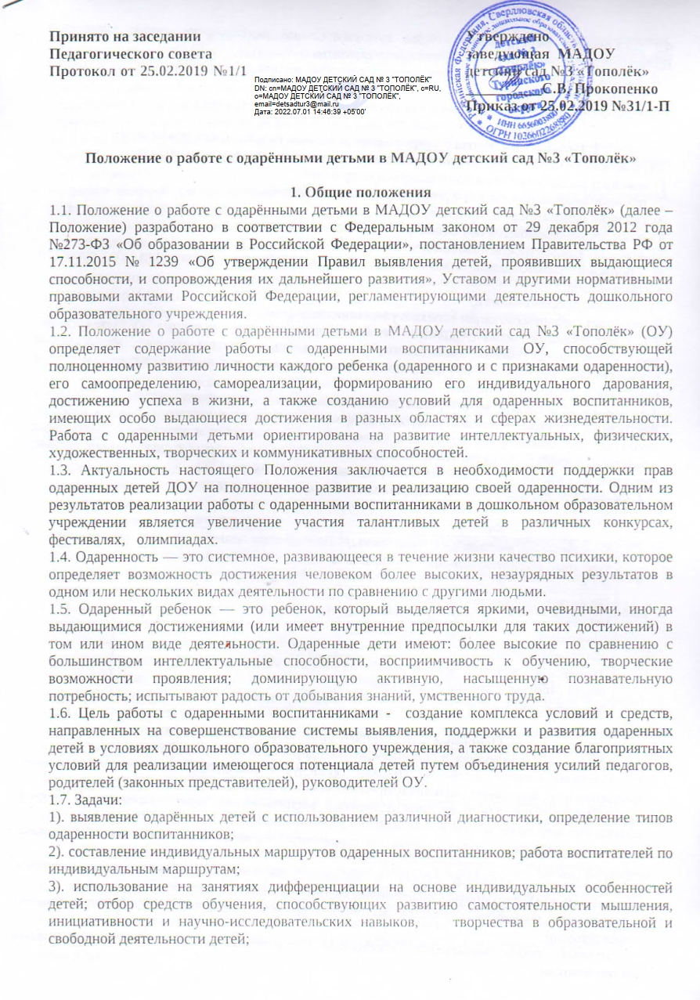 Принято на заседании
Педагогического совета
Протокол от 25.02.2019 №1/1
Утверждено
заведующая МАДОУ
детский сад №3 «Тополёк»
С.В. Прокопенко
Приказ от 25.02.2019 №31/1-П
Подписано: МАДОУ ДЕТСКИЙ САД № 3 "ТОПОЛЁК"
DN: cn=МАДОУ ДЕТСКИЙ САД № 3 "ТОПОЛЁК", c=RU,
o=МАДОУ ДЕТСКИЙ САД № 3 "ТОПОЛЁК",
email=detsadtur3@mail.ru
Дата: 2022.07.01 14:46:39 +05'00'
Положение о работе с одарёнными детьми в МАДОУ детский сад №3 «Тополёк»
1. Общие положения
1.1. Положение о работе с одарёнными детьми в МАДОУ детский сад №3 «Тополёк» (далее –
Положение) разработано в соответствии с Федеральным законом от 29 декабря 2012 года
№273-ФЗ «Об образовании в Российской Федерации», постановлением Правительства РФ от
17.11.2015 № 1239 «Об утверждении Правил выявления детей, проявивших выдающиеся
способности, и сопровождения их дальнейшего развития», Уставом и другими нормативными
правовыми актами Российской Федерации, регламентирующими деятельность дошкольного
образовательного учреждения.
1.2. Положение о работе с одарёнными детьми в МАДОУ детский сад №3 «Тополёк» (ОУ)
определяет содержание работы с одаренными воспитанниками ОУ, способствующей
полноценному развитию личности каждого ребенка (одаренного и с признаками одаренности),
его самоопределению, самореализации, формированию его индивидуального дарования,
достижению успеха в жизни, а также созданию условий для одаренных воспитанников,
имеющих особо выдающиеся достижения в разных областях и сферах жизнедеятельности.
Работа с одаренными детьми ориентирована на развитие интеллектуальных, физических,
художественных, творческих и коммуникативных способностей.
1.3. Актуальность настоящего Положения заключается в необходимости поддержки прав
одаренных детей ДОУ на полноценное развитие и реализацию своей одаренности. Одним из
результатов реализации работы с одаренными воспитанниками в дошкольном образовательном
учреждении является увеличение участия талантливых детей в различных конкурсах,
фестивалях, олимпиадах.
1.4. Одаренность — это системное, развивающееся в течение жизни качество психики, которое
определяет возможность достижения человеком более высоких, незаурядных результатов в
одном или нескольких видах деятельности по сравнению с другими людьми.
1.5. Одаренный ребенок — это ребенок, который выделяется яркими, очевидными, иногда
выдающимися достижениями (или имеет внутренние предпосылки для таких достижений) в
том или ином виде деятельности. Одаренные дети имеют: более высокие по сравнению с
большинством интеллектуальные способности, восприимчивость к обучению, творческие
возможности проявления; доминирующую активную, насыщенную познавательную
потребность; испытывают радость от добывания знаний, умственного труда.
1.6. Цель работы с одаренными воспитанниками - создание комплекса условий и средств,
направленных на совершенствование системы выявления, поддержки и развития одаренных
детей в условиях дошкольного образовательного учреждения, а также создание благоприятных
условий для реализации имеющегося потенциала детей путем объединения усилий педагогов,
родителей (законных представителей), руководителей ОУ.
1.7. Задачи:
1). выявление одарённых детей с использованием различной диагностики, определение типов
одаренности воспитанников;
2). составление индивидуальных маршрутов одаренных воспитанников; работа воспитателей по
индивидуальным маршрутам;
3). использование на занятиях дифференциации на основе индивидуальных особенностей
детей; отбор средств обучения, способствующих развитию самостоятельности мышления,
инициативности и научно-исследовательских навыков, творчества в образовательной и
свободной деятельности детей;